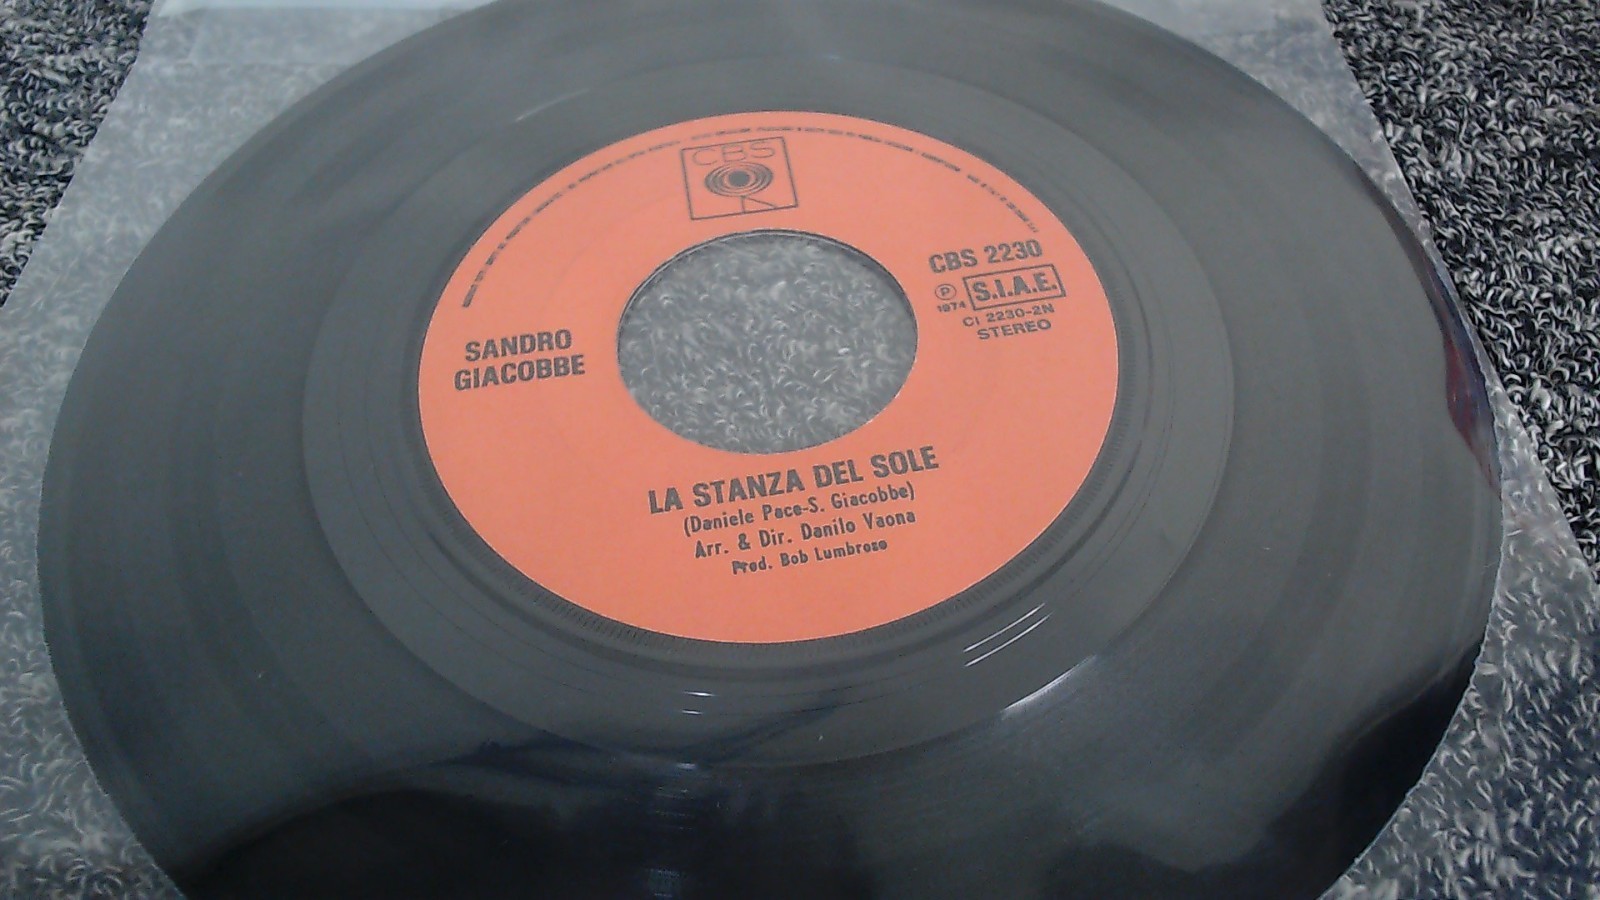 CBS
CBS 2230
P
1974
S.I.A.E.
CI 2230-2N
STEREO
SANDRO
GIACOBBE
LA STANZA DEL SOLE
(Daniele Pace-S. Giacobbe)
Arr. & Dir. Danilo Vaona
Prod. Bob Lumbroso